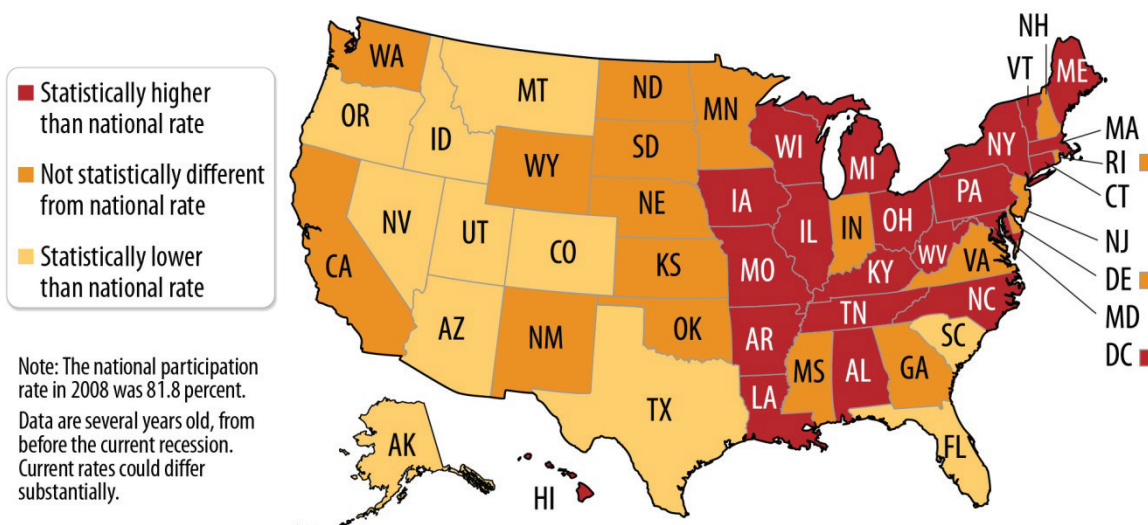 Statistically higher
than national rate
Not statistically different
from national rate
Statistically lower
than national rate
Note: The national participation
rate in 2008 was 81.8 percent.
Data are several years old, from
before the current recession.
Current rates could differ
substantially.
WA
OR
ID
MT
ND
MN
SD
WY
NE
NV
UT
CO
KS
CA
AZ
NM
OK
TX
AK
HI
WI
MI
IA
IL
IN
OH
MO
KY
WV
VA
PA
NY
TN
NC
AR
SC
MS
AL
GA
LA
FL
NH
VT
ME
MA
RI
CT
NJ
DE
MD
DC